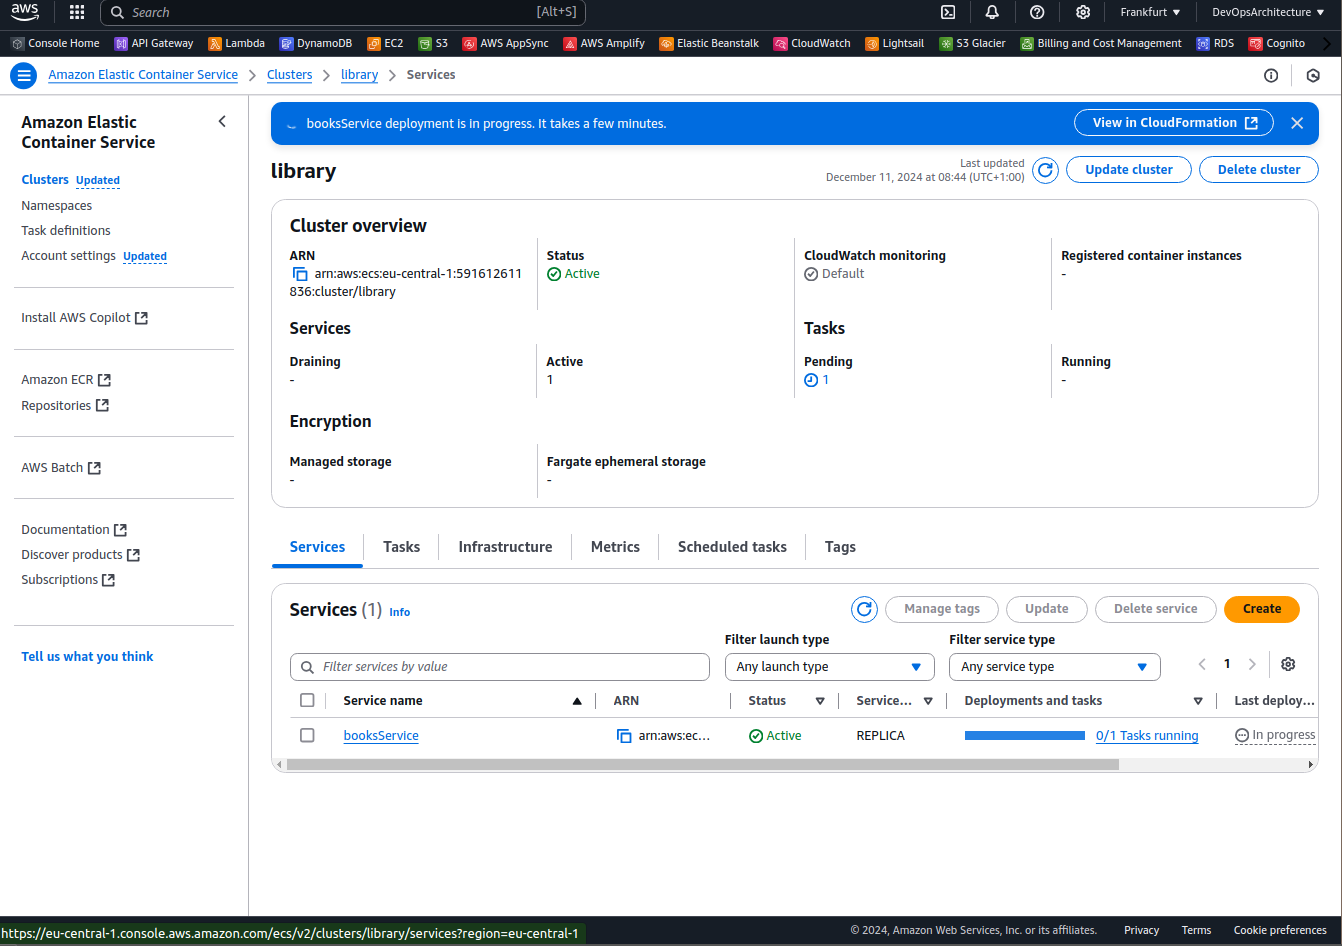 aws
Search [Alt+S] Frankfurt DevOpsArchitecture
Console Home API Gateway Lambda DynamoDB EC2 S3 AWS AppSync AWS Amplify Elastic Beanstalk CloudWatch Lightsail S3 Glacier Billing and Cost Management RDS Cognito
Amazon Elastic Container Service Clusters library Services
Amazon Elastic
Container Service
Clusters Updated
Namespaces
Task definitions
Account settings Updated
Install AWS Copilot
Amazon ECR
Repositories
AWS Batch
Documentation
Discover products
Subscriptions
Tell us what you think
booksService deployment is in progress. It takes a few minutes. View in CloudFormation
library
Last updated
December 11, 2024 at 08:44 (UTC+1:00)
Update cluster Delete cluster
Cluster overview
ARN Status CloudWatch monitoring Registered container instances
arn:aws:ecs:eu-central-1:591612611 Active Default -
836:cluster/library
Services Tasks
Draining Active Pending Running
- 1 1 -
Encryption
Managed storage Fargate ephemeral storage
- -
Services Tasks Infrastructure Metrics Scheduled tasks Tags
Services (1) Info Manage tags Update Delete service Create
Filter launch type Filter service type
Filter services by value Any launch type Any service type 1
Service name ARN Status Service... Deployments and tasks Last deploy...
booksService arn:aws:ec... Active REPLICA 0/1 Tasks running In progress
https://eu-central-1.console.aws.amazon.com/ecs/v2/clusters/library/services?region=eu-central-1
© 2024, Amazon Web Services, Inc. or its affiliates. Privacy Terms Cookie preferences